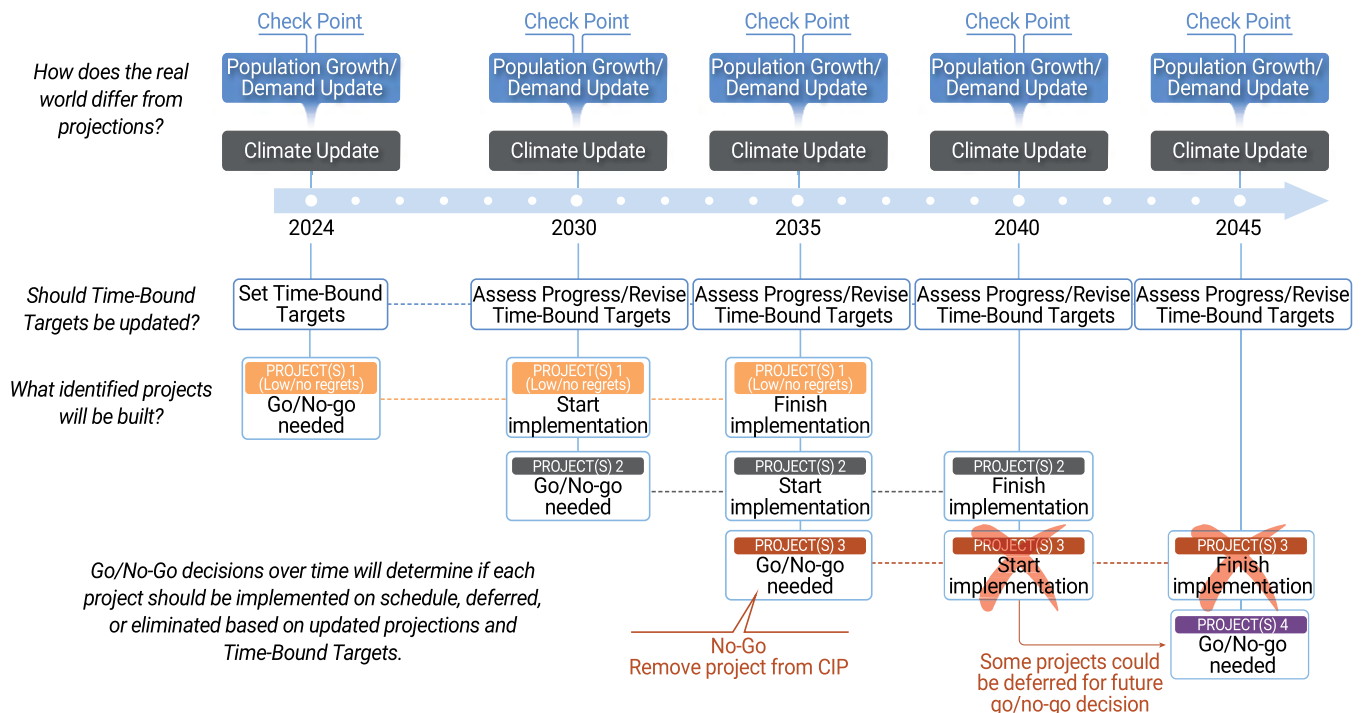 Check Point
Check Point
Check Point
Check Point
Check Point
How does the real
world differ from
projections?
Population Growth/
Demand Update
Population Growth/
Demand Update
Population Growth/
Demand Update
Population Growth/
Demand Update
Population Growth/
Demand Update
Climate Update
Climate Update
Climate Update
Climate Update
Climate Update
2024
2030
2035
2040
2045
Should Time-Bound
Targets be updated?
Set Time-Bound
Targets
Assess Progress/Revise
Time-Bound Targets
Assess Progress/Revise
Time-Bound Targets
Assess Progress/Revise
Time-Bound Targets
Assess Progress/Revise
Time-Bound Targets
What identified projects
will be built?
PROJECT(S) 1
(Low/no regrets)
Go/No-go
needed
PROJECT(S) 1
(Low/no regrets)
Start
implementation
PROJECT(S) 1
(Low/no regrets)
Finish
implementation
PROJECT(S) 2
Go/No-go
needed
PROJECT(S) 2
Start
implementation
PROJECT(S) 2
Finish
implementation
PROJECT(S) 3
Go/No-go
needed
PROJECT(S) 3
Start
implementation
PROJECT(S) 3
Finish
implementation
PROJECT(S) 4
Go/No-go
needed
Go/No-Go decisions over time will determine if each
project should be implemented on schedule, deferred,
or eliminated based on updated projections and
Time-Bound Targets.
No-Go
Remove project from CIP
Some projects could
be deferred for future
go/no-go decision